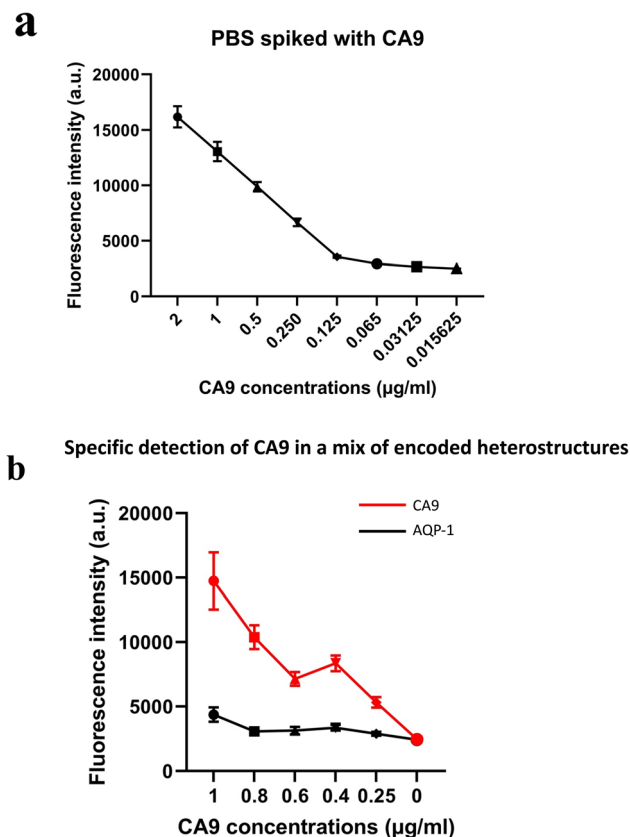 a
PBS spiked with CA9
Fluorescence intensity (a.u.)
20000
15000
10000
5000
0
2
1
0.5
0.250
0.125
0.065
0.03125
0.015625
CA9 concentrations (µg/ml)
Specific detection of CA9 in a mix of encoded heterostructures
b
CA9
AQP-1
Fluorescence intensity (a.u.)
20000
15000
10000
5000
0
1 0.8 0.6 0.4 0.25 0
CA9 concentrations (µg/ml)